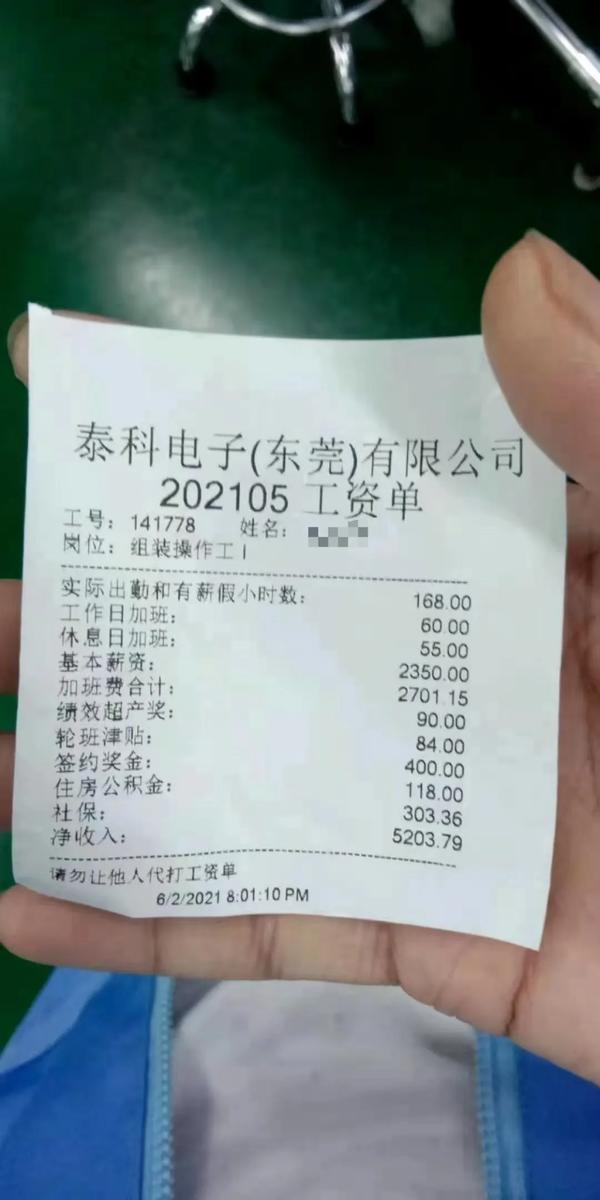 泰科电子(东莞)有限公司
202105 工资单
工号: 141778 姓名:
岗位: 组装操作工 I
实际出勤和有薪假小时数: 168.00
工作日加班: 60.00
休息日加班: 55.00
基本薪资: 2350.00
加班费合计: 2701.15
绩效超产奖: 90.00
轮班津贴: 84.00
签约奖金: 400.00
住房公积金: 118.00
社保: 303.36
净收入: 5203.79
请勿让他人代打工资单
6/2/2021 8:01:10 PM